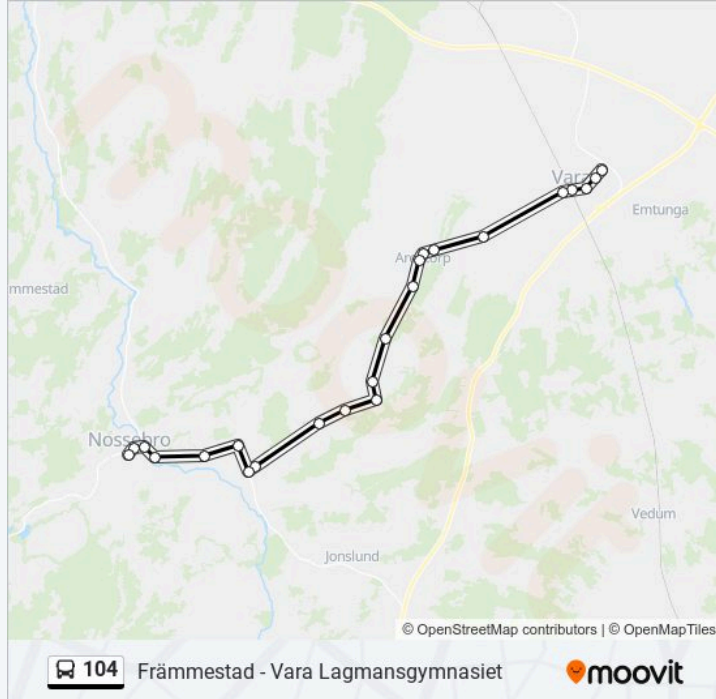 Vara
Emtunga
mmestad
Nossebro
Vedum
Jonslund
© OpenStreetMap contributors | © OpenMapTiles
104 Främmestad - Vara Lagmansgymnasiet moovit